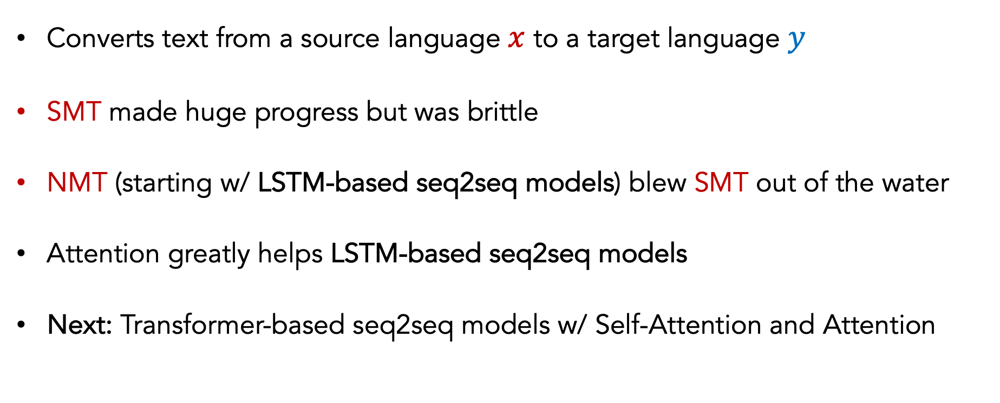 • Converts text from a source language x to a target language y
• SMT made huge progress but was brittle
• NMT (starting w/ LSTM-based seq2seq models) blew SMT out of the water
• Attention greatly helps LSTM-based seq2seq models
• Next: Transformer-based seq2seq models w/ Self-Attention and Attention